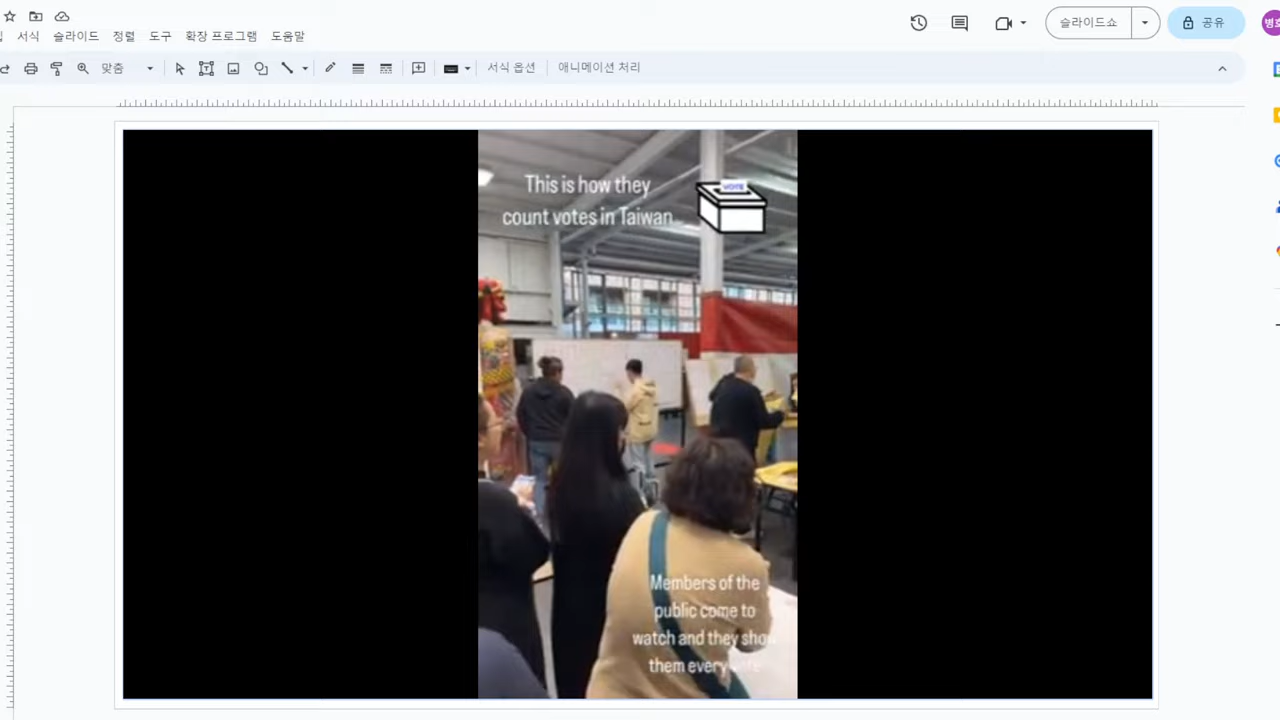 서식 슬라이드 정렬 도구 확장 프로그램 도움말
슬라이드쇼
공유
맞춤
서식 옵션
애니메이션 처리
This is how they
count votes in Taiwan
VOTE
Members of the
public come to
watch and they show
them every vote